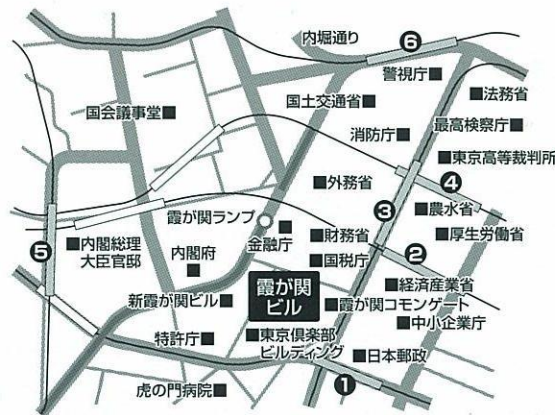 内堀通り
6
警視庁■
■法務省
国土交通省■
国会議事堂■
最高検察庁■
消防庁■
■東京高等裁判所
■外務省
4
3
霞が関ランプ
■農水省
5
■内閣総理
大臣官邸
内閣府
■
■
金融庁
■財務省
■厚生労働省
2
■国税庁
新霞が関ビル■
霞が関
ビル
■経済産業省
■霞が関コモンゲート
■中小企業庁
特許庁■
■東京倶楽部
ビルディング
■日本郵政
1
虎の門病院■